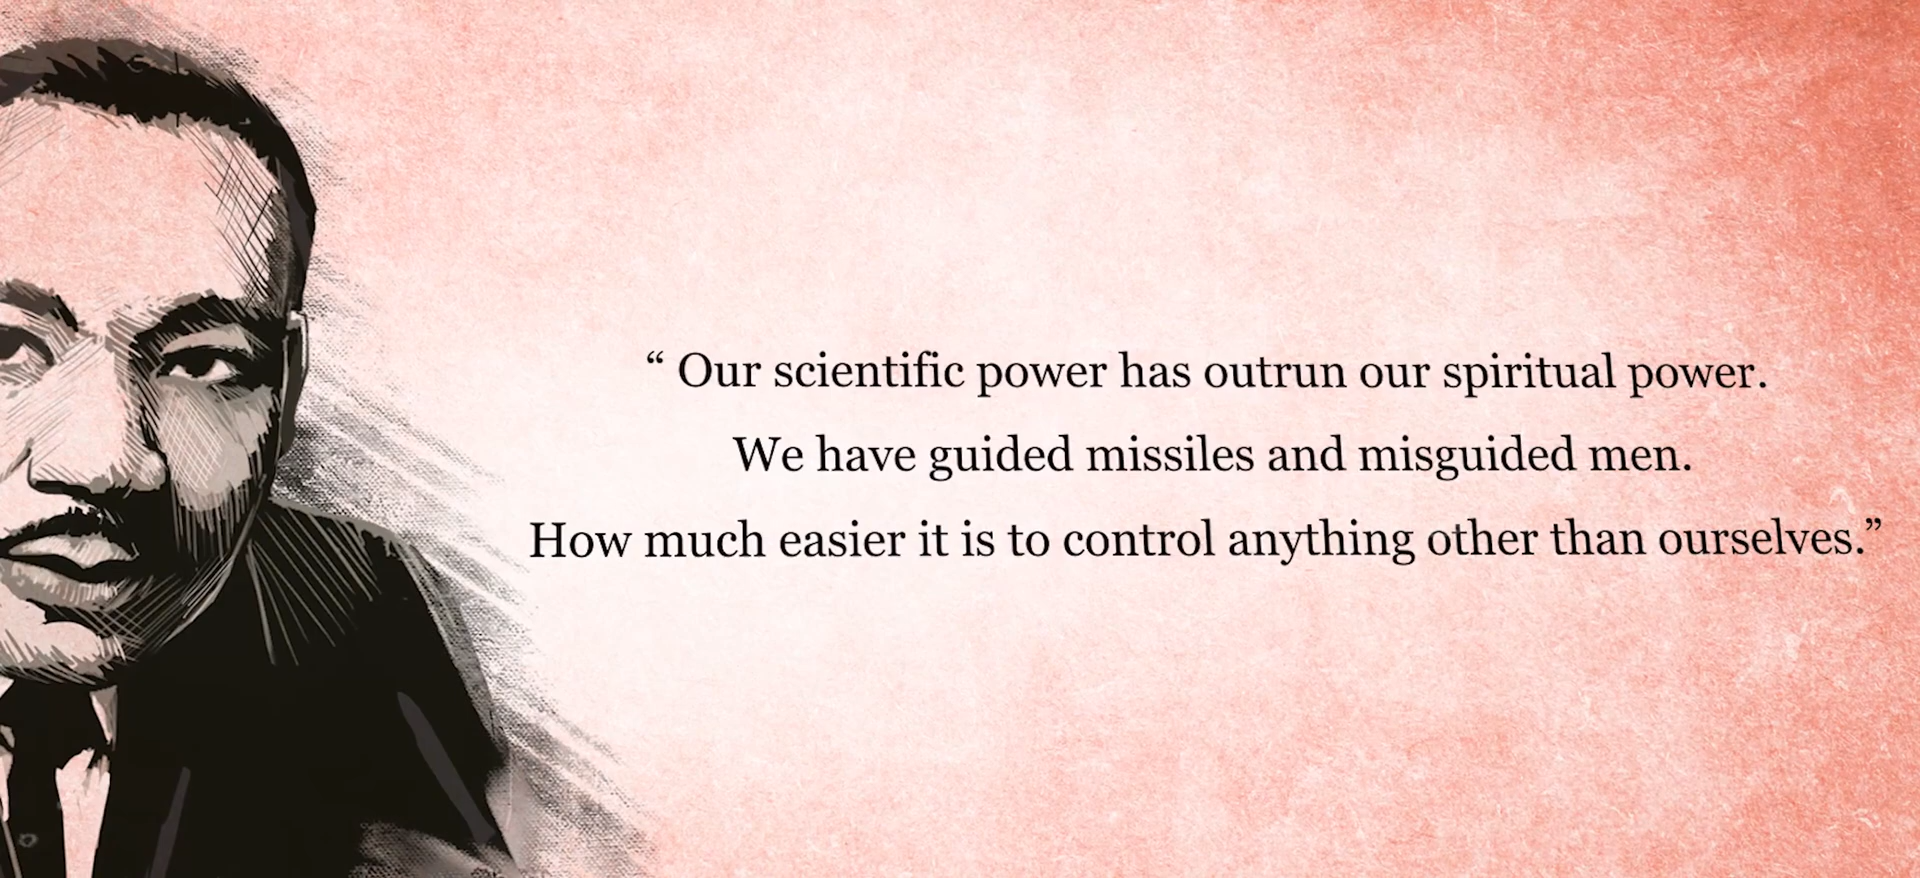 “ Our scientific power has outrun our spiritual power.
We have guided missiles and misguided men.
How much easier it is to control anything other than ourselves.”